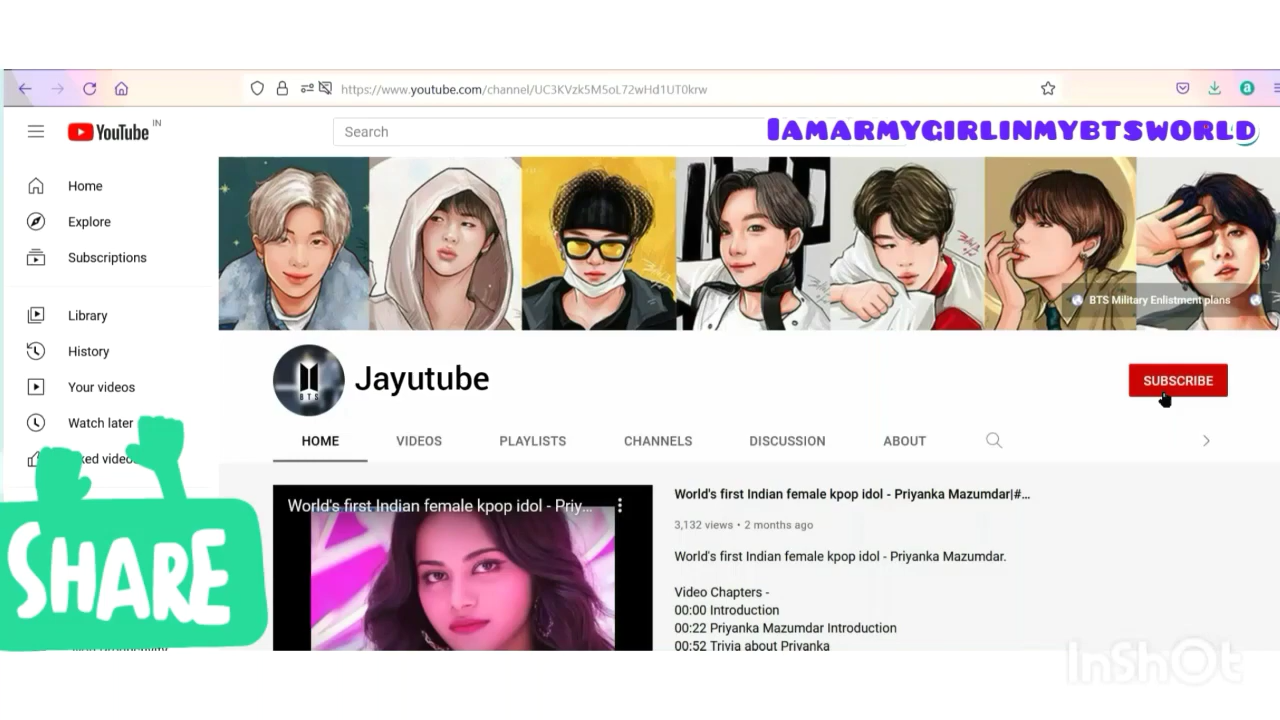 https://www.youtube.com/channel/UC3KVzk5M5oL72wHd1UT0krw
YouTube IN
Search
IAMARMYGIRLINMYBTSWORLD
Home
Explore
Subscriptions
Library
History
Your videos
Watch later
BTS Military Enlistment plans
BTS
Jayutube
SUBSCRIBE
HOME VIDEOS PLAYLISTS CHANNELS DISCUSSION ABOUT
SHARE
World's first Indian female kpop idol - Priy...
World's first Indian female kpop idol - Priyanka Mazumdar|#...
3,132 views • 2 months ago
World's first Indian female kpop idol - Priyanka Mazumdar.
Video Chapters -
00:00 Introduction
00:22 Priyanka Mazumdar Introduction
00:52 Trivia about Priyanka
InShOt